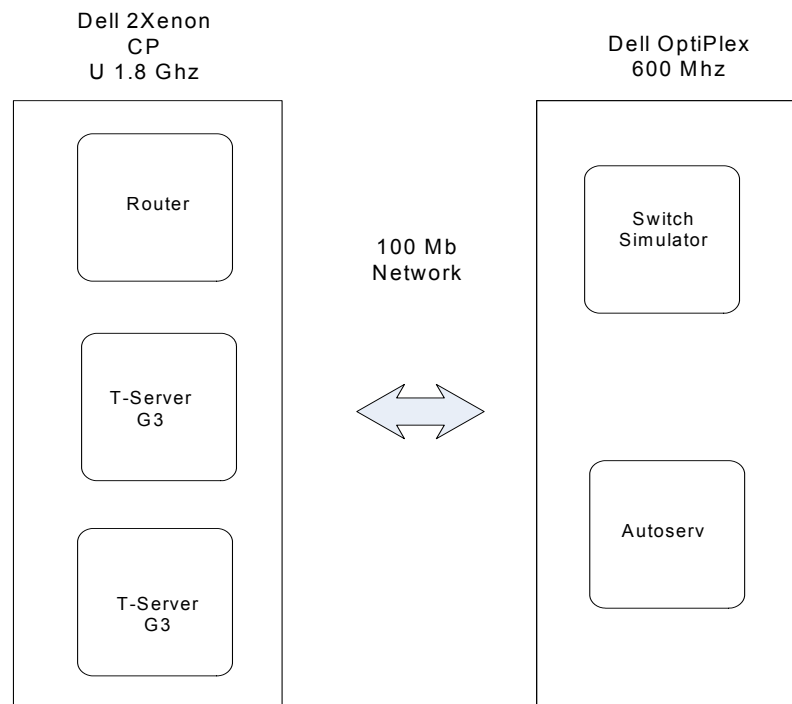 Dell 2Xenon
CP
U 1.8 Ghz
Router
T-Server
G3
T-Server
G3
100 Mb
Network
Dell OptiPlex
600 Mhz
Switch
Simulator
Autoserv